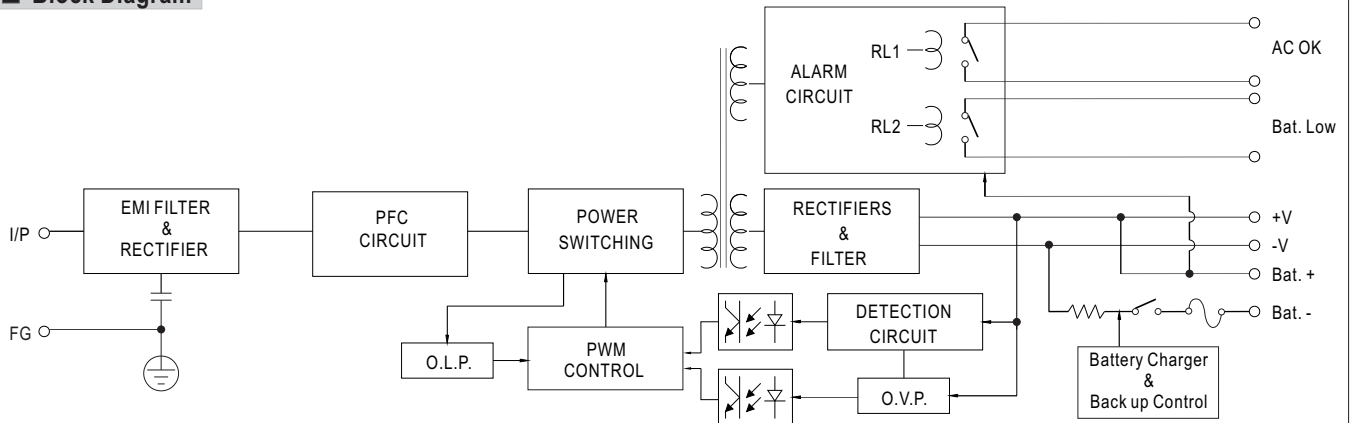 Block Diagram
I/P
FG
EMI FILTER
&
RECTIFIER
PFC
CIRCUIT
POWER
SWITCHING
O.L.P.
PWM
CONTROL
ALARM
CIRCUIT
RL1
RL2
RECTIFIERS
&
FILTER
DETECTION
CIRCUIT
O.V.P.
AC OK
Bat. Low
+V
-V
Bat. +
Bat. -
Battery Charger
&
Back up Control